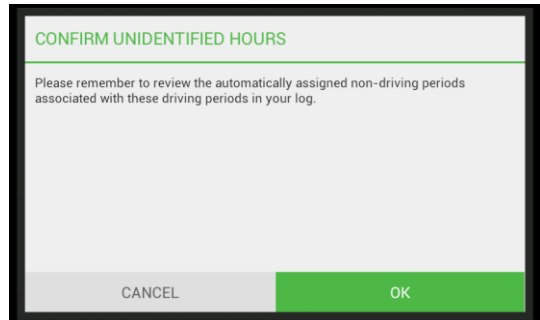 CONFIRM UNIDENTIFIED HOURS
Please remember to review the automatically assigned non-driving periods
associated with these driving periods in your log.
CANCEL
OK